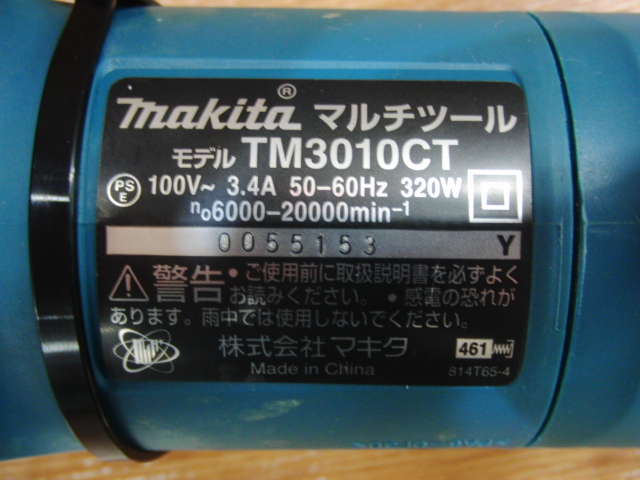 makita® マルチツール
モデル TM3010CT
PS E 100V~ 3.4A 50-60Hz 320W
n₀6000-20000min⁻¹
0055153 Y
警告 • ご使用前に取扱説明書を必ずよく
お読みください。 • 感電の恐れが
あります。雨中では使用しないでください。
株式会社 マキタ 461
Made in China 814T65-4